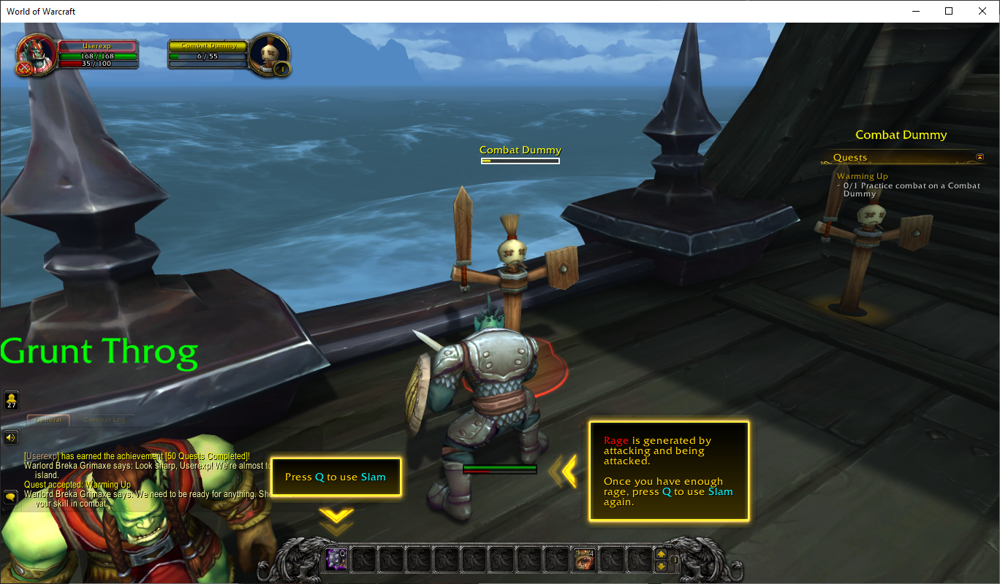 World of Warcraft
Userexp
168 / 168
35 / 100
Combat Dummy
6 / 55
1
Combat Dummy
Combat Dummy
Quests
Warming Up
- 0/1 Practice combat on a Combat
Dummy
Grunt Throg
27
General
Combat Log
[Userexp] has earned the achievement [50 Quests Completed]!
Warlord Breka Grimaxe says: Look sharp, Userexp! We're almost to
island.
Quest accepted: Warming Up
Warlord Breka Grimaxe says: We need to be ready for anything.
your skill in combat.
Press Q to use Slam
Rage is generated by
attacking and being
attacked.
Once you have enough
rage, press Q to use Slam
again.
Q
4
1